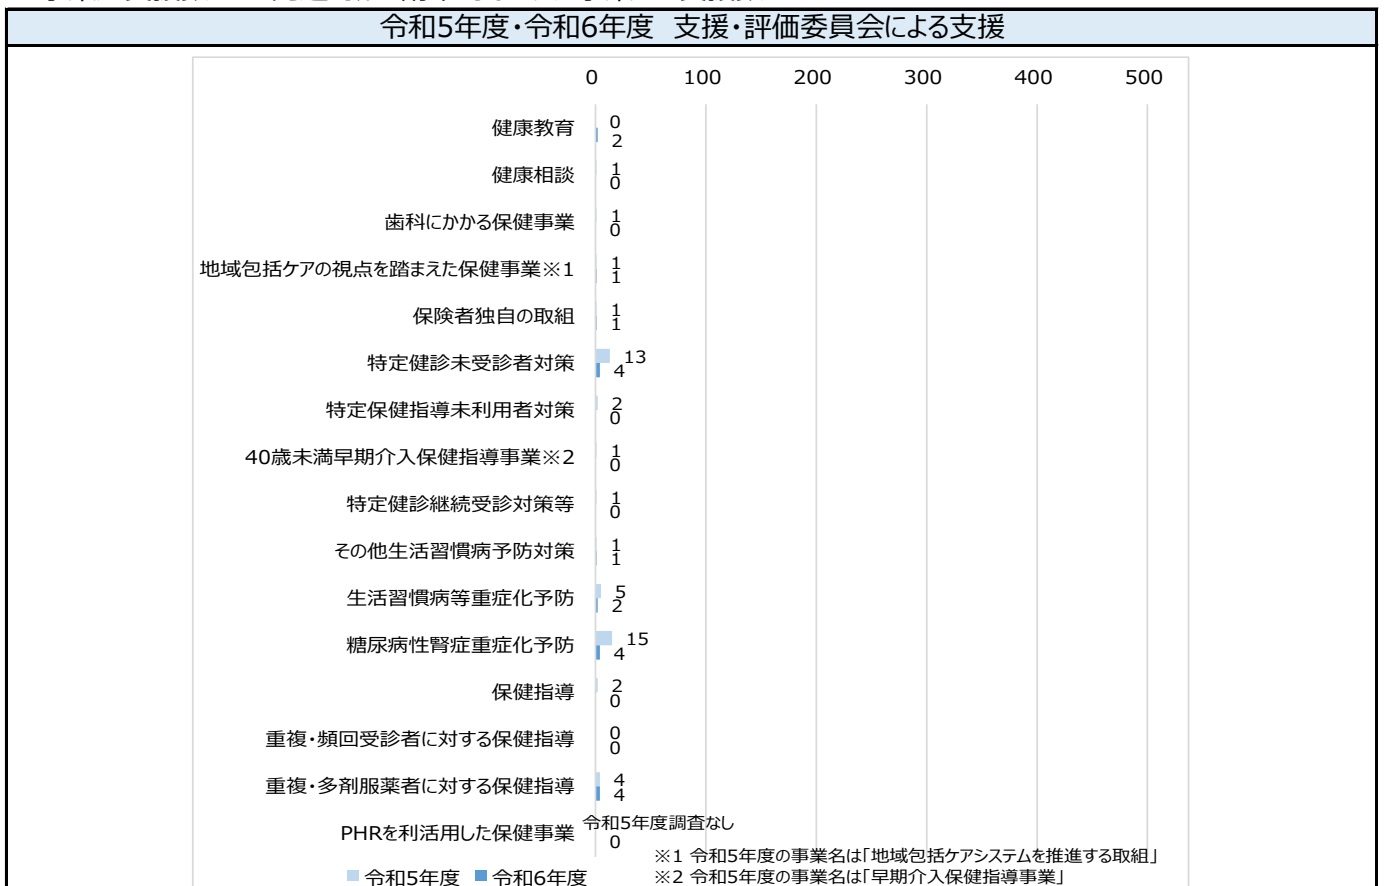 令和5年度・令和6年度 支援・評価委員会による支援
0 100 200 300 400 500
健康教育 0
2
健康相談 1
0
歯科にかかる保健事業 1
0
地域包括ケアの視点を踏まえた保健事業※1 1
1
保険者独自の取組 1
1
特定健診未受診者対策 13
4
特定保健指導未利用者対策 2
0
40歳未満早期介入保健指導事業※2 1
0
特定健診継続受診対策等 1
0
その他生活習慣病予防対策 1
1
生活習慣病等重症化予防 5
2
糖尿病性腎症重症化予防 15
4
保健指導 2
0
重複・頻回受診者に対する保健指導 0
0
重複・多剤服薬者に対する保健指導 4
4
PHRを利活用した保健事業 令和5年度調査なし
0
※1 令和5年度の事業名は「地域包括ケアシステムを推進する取組」
※2 令和5年度の事業名は「早期介入保健指導事業」
令和5年度 令和6年度